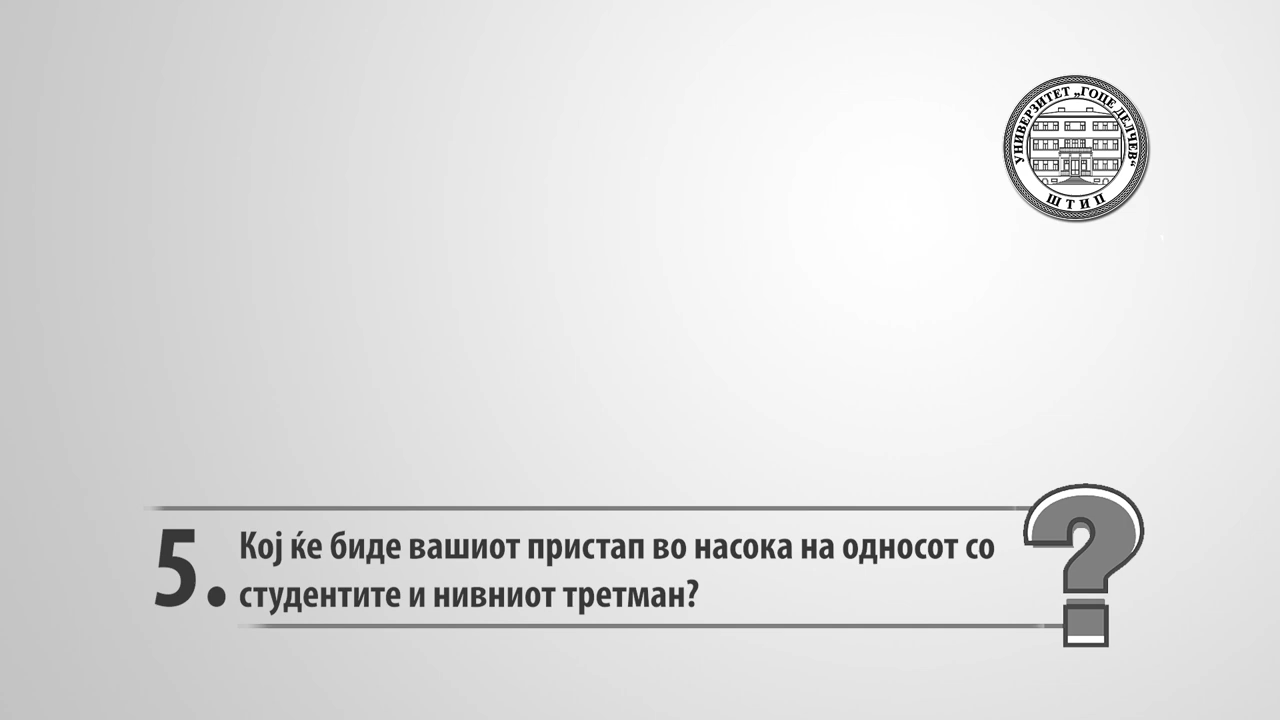 УНИВЕРЗИТЕТ „ГОЦЕ ДЕЛЧЕВ“
ШТИП
5. Кој ќе биде вашиот пристап во насока на односот со
студентите и нивниот третман?
?